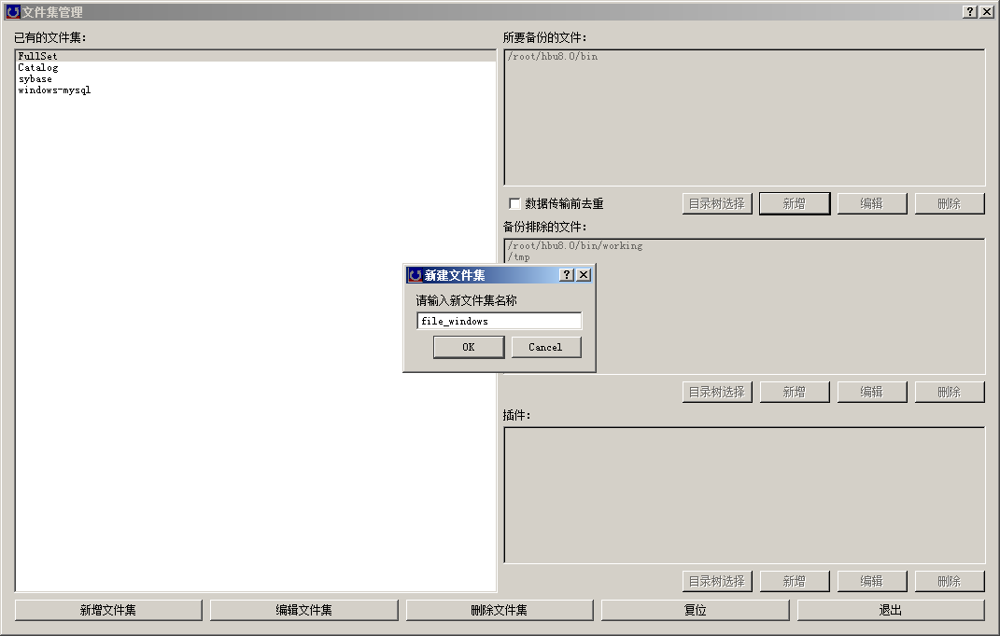 文件集管理
已有的文件集:
FullSet
Catalog
sybase
windows-mysql
所要备份的文件:
/root/hbu8.0/bin
数据传输前去重
目录树选择 新增 编辑 删除
备份排除的文件:
/root/hbu8.0/bin/working
/tmp
新建文件集
请输入新文件集名称
file_windows
OK Cancel
目录树选择 新增 编辑 删除
插件:
目录树选择 新增 编辑 删除
新增文件集 编辑文件集 删除文件集 复位 退出